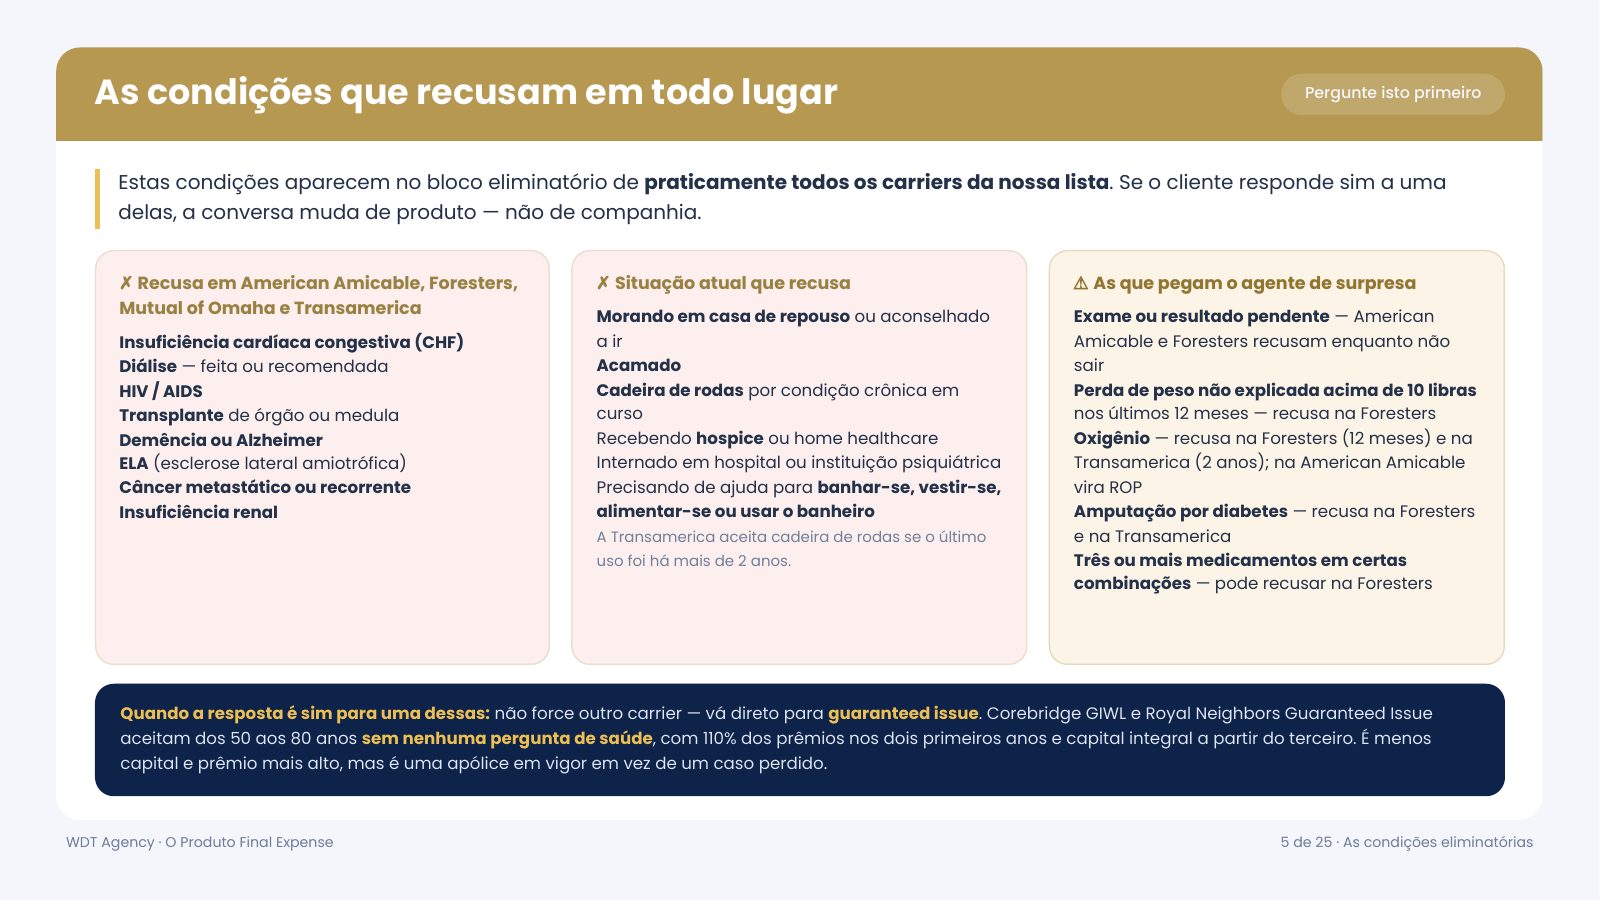 As condições que recusam em todo lugar
Pergunte isto primeiro
Estas condições aparecem no bloco eliminatório de praticamente todos os carriers da nossa lista. Se o cliente responde sim a uma
delas, a conversa muda de produto — não de companhia.
✗ Recusa em American Amicable, Foresters,
Mutual of Omaha e Transamerica
Insuficiência cardíaca congestiva (CHF)
Diálise — feita ou recomendada
HIV / AIDS
Transplante de órgão ou medula
Demência ou Alzheimer
ELA (esclerose lateral amiotrófica)
Câncer metastático ou recorrente
Insuficiência renal
✗ Situação atual que recusa
Morando em casa de repouso ou aconselhado
a ir
Acamado
Cadeira de rodas por condição crônica em
curso
Recebendo hospice ou home healthcare
Internado em hospital ou instituição psiquiátrica
Precisando de ajuda para banhar-se, vestir-se,
alimentar-se ou usar o banheiro
A Transamerica aceita cadeira de rodas se o último
uso foi há mais de 2 anos.
⚠ As que pegam o agente de surpresa
Exame ou resultado pendente — American
Amicable e Foresters recusam enquanto não
sair
Perda de peso não explicada acima de 10 libras
nos últimos 12 meses — recusa na Foresters
Oxigênio — recusa na Foresters (12 meses) e na
Transamerica (2 anos); na American Amicable
vira ROP
Amputação por diabetes — recusa na Foresters
e na Transamerica
Três ou mais medicamentos em certas
combinações — pode recusar na Foresters
Quando a resposta é sim para uma dessas: não force outro carrier — vá direto para guaranteed issue. Corebridge GIWL e Royal Neighbors Guaranteed Issue
aceitam dos 50 aos 80 anos sem nenhuma pergunta de saúde, com 110% dos prêmios nos dois primeiros anos e capital integral a partir do terceiro. É menos
capital e prêmio mais alto, mas é uma apólice em vigor em vez de um caso perdido.
WDT Agency · O Produto Final Expense
5 de 25 · As condições eliminatórias